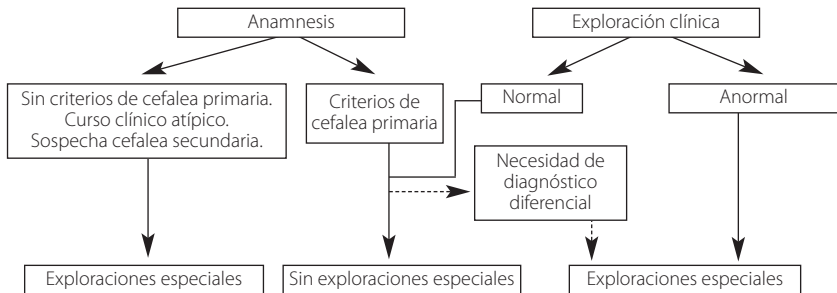 Anamnesis
Exploración clínica
Sin criterios de cefalea primaria.
Curso clínico atípico.
Sospecha cefalea secundaria.
Criterios de
cefalea primaria
Normal
Anormal
Necesidad de
diagnóstico
diferencial
Exploraciones especiales
Sin exploraciones especiales
Exploraciones especiales